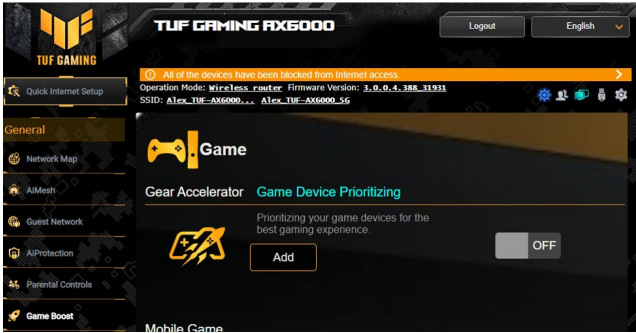 TUF GAMING AX6000
Logout
English
TUF GAMING
All of the devices have been blocked from Internet access.
Operation Mode: Wireless router Firmware Version: 3.0.0.4.388_31931
SSID: Alex_TUF-AX6000... Alex_TUF-AX6000_5G
Quick Internet Setup
General
Network Map
AiMesh
Guest Network
AiProtection
Parental Controls
Game Boost
Game
Gear Accelerator Game Device Prioritizing
Prioritizing your game devices for the
best gaming experience.
Add
OFF
Mobile Game